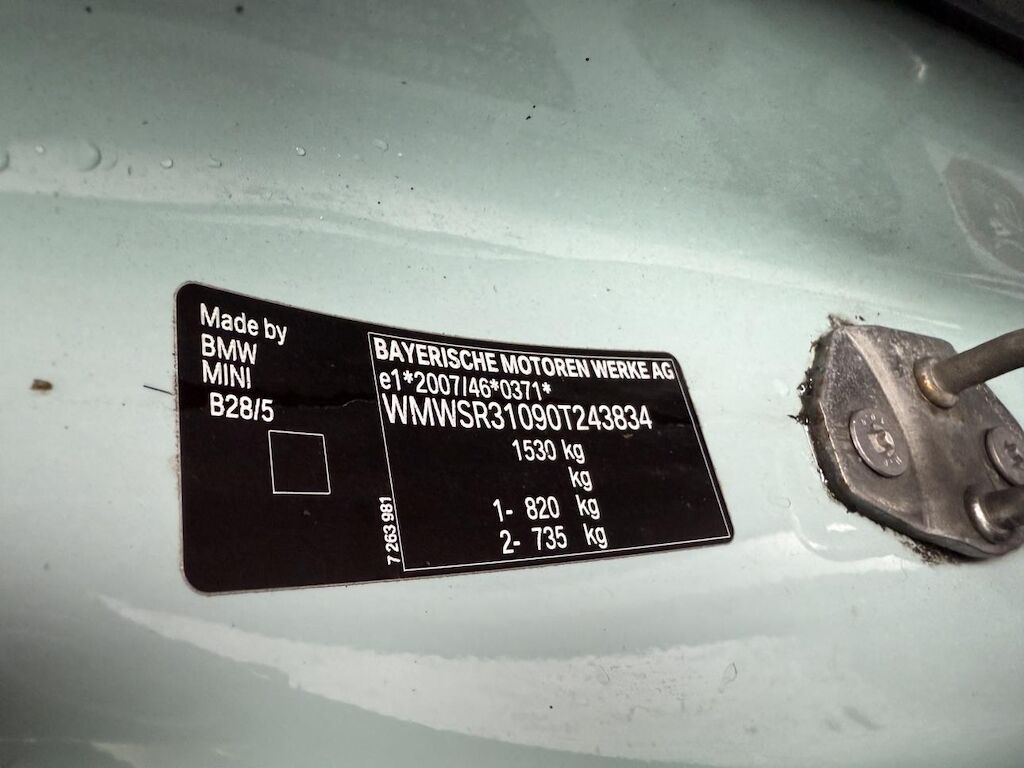 Made by
BMW
MINI
B28/5
BAYERISCHE MOTOREN WERKE AG
e1*2007/46*0371*
WMWSR31090T243834
1530 kg
kg
1- 820 kg
2- 735 kg
7 263 981